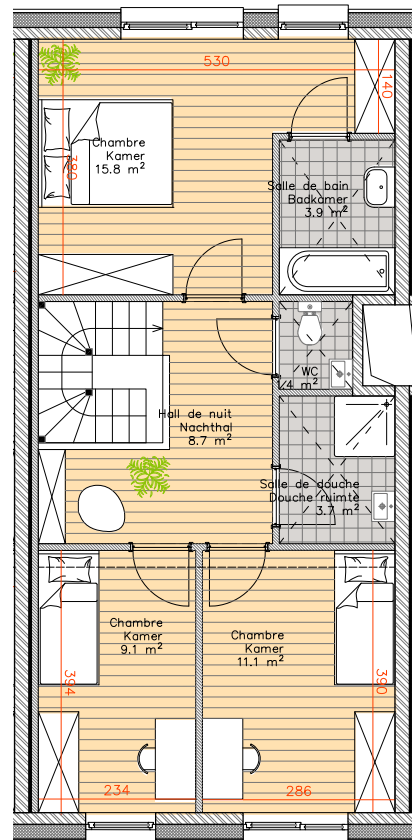 530
140
380
Chambre
Kamer
15.8 m²
Salle de bain
Badkamer
3.9 m²
WC
1.4 m²
Hall de nuit
Nachthal
8.7 m²
Salle de douche
Douche ruimte
3.7 m²
Chambre
Kamer
9.1 m²
Chambre
Kamer
11.1 m²
394
390
234
286